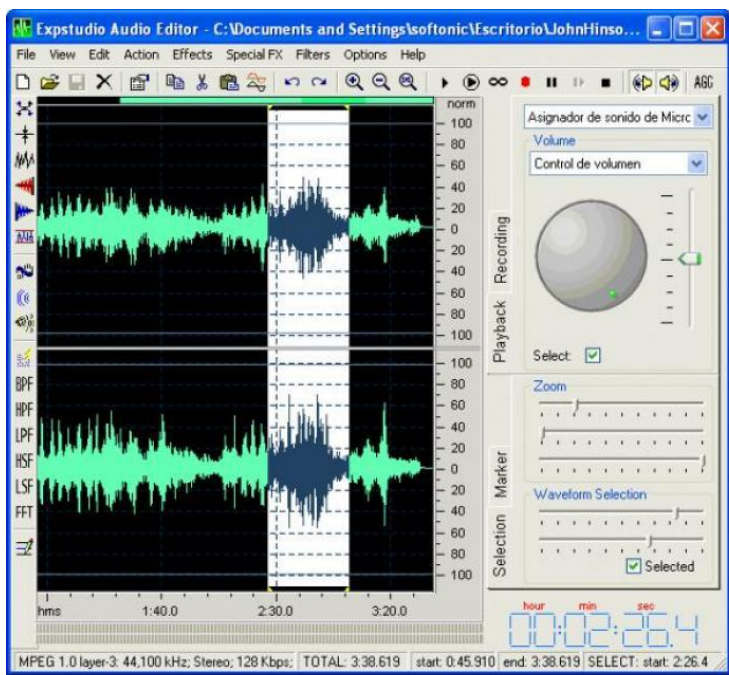 Expstudio Audio Editor - C:\Documents and Settings\softonic\Escritorio\JohnHinso...
File View Edit Action Effects Special FX Filters Options Help
AGC
norm
100
80
60
40
20
0
20
40
60
80
100
100
80
60
40
20
0
20
40
60
80
100
BPF
HPF
LPF
HSF
LSF
FFT
hms 1:40.0 2:30.0 3:20.0
Recording
Playback
Asignador de sonido de Micrc
Volume
Control de volumen
Select:
Marker
Selection
Zoom
Waveform Selection
Selected
hour min sec
00:02:26.4
MPEG 1.0 layer-3: 44,100 kHz; Stereo; 128 Kbps; TOTAL: 3:38.619 start: 0:45.910 end: 3:38.619 SELECT: start: 2:26.4